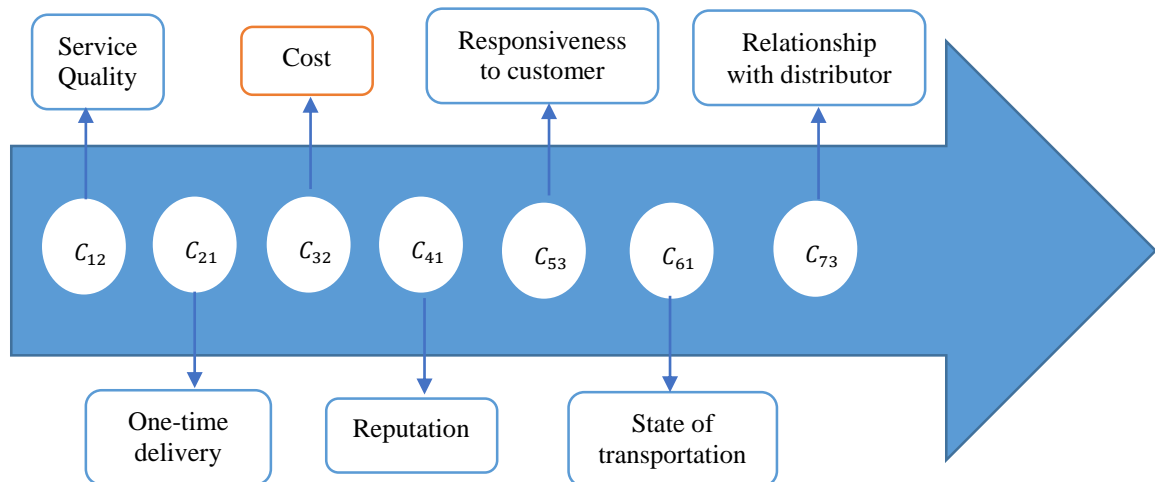 Service
Quality
Cost
Responsiveness
to customer
Relationship
with distributor
C₁₂
C₂₁
C₃₂
C₄₁
C₅₃
C₆₁
C₇₃
One-time
delivery
Reputation
State of
transportation